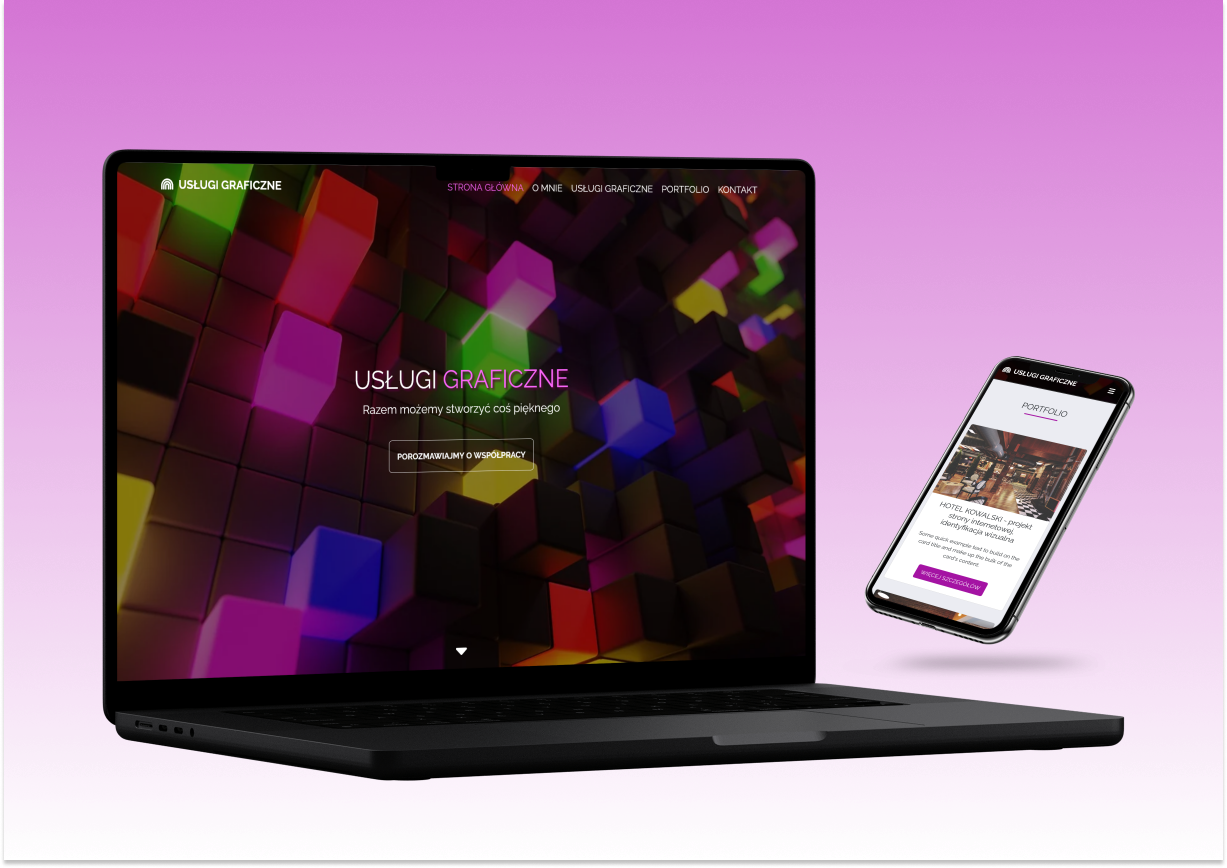 USŁUGI GRAFICZNE
STRONA GŁÓWNA O MNIE USŁUGI GRAFICZNE PORTFOLIO KONTAKT
USŁUGI GRAFICZNE
Razem możemy stworzyć coś pięknego
POROZMAWIAJMY O WSPÓŁPRACY
USŁUGI GRAFICZNE
PORTFOLIO
HOTEL KOWALSKI - projekt
strony internetowej,
identyfikacja wizualna
Some quick example text to build on the
card title and make up the bulk of the
card's content.
WIĘCEJ SZCZEGÓŁÓW